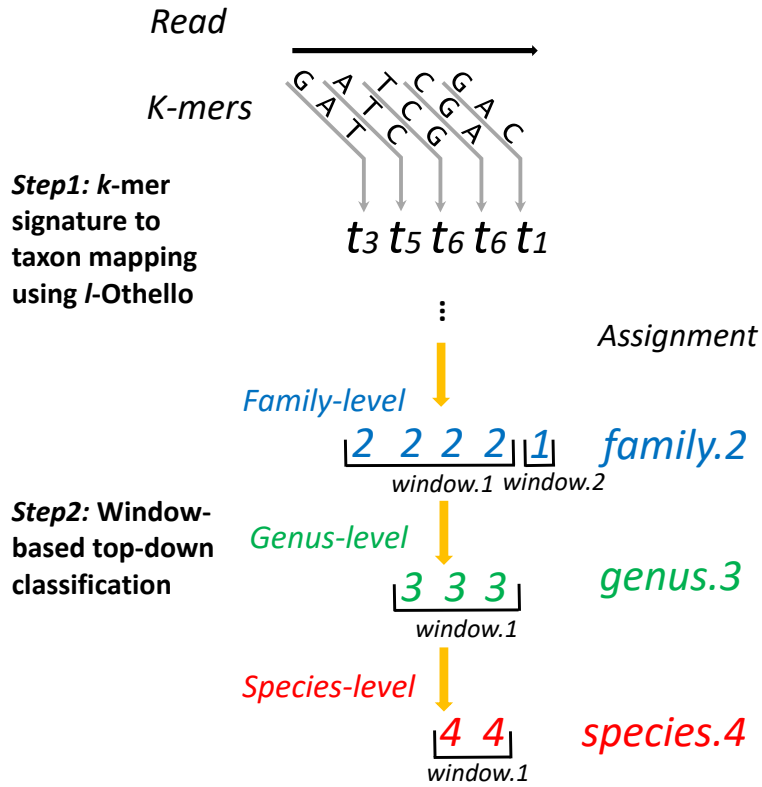 Read
K-mers
G A T
A T C
T C G
C G A
G A C
Step1: k-mer
signature to
taxon mapping
using l-Othello
t3 t5 t6 t6 t1
...
Assignment
Family-level
2 2 2 2 1
family.2
window.1 window.2
Step2: Window-
based top-down
classification
Genus-level
3 3 3
genus.3
window.1
Species-level
4 4
species.4
window.1